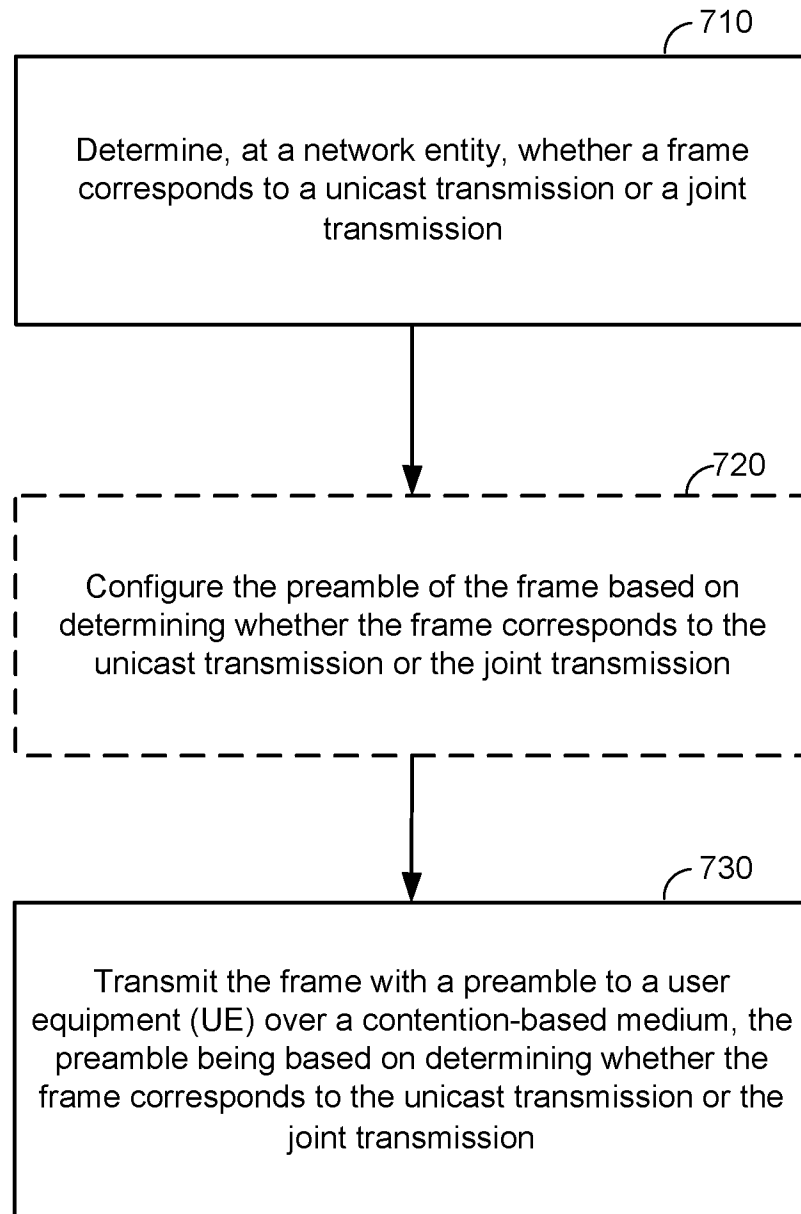 710
Determine, at a network entity, whether a frame
corresponds to a unicast transmission or a joint
transmission
720
Configure the preamble of the frame based on
determining whether the frame corresponds to the
unicast transmission or the joint transmission
730
Transmit the frame with a preamble to a user
equipment (UE) over a contention-based medium, the
preamble being based on determining whether the
frame corresponds to the unicast transmission or the
joint transmission